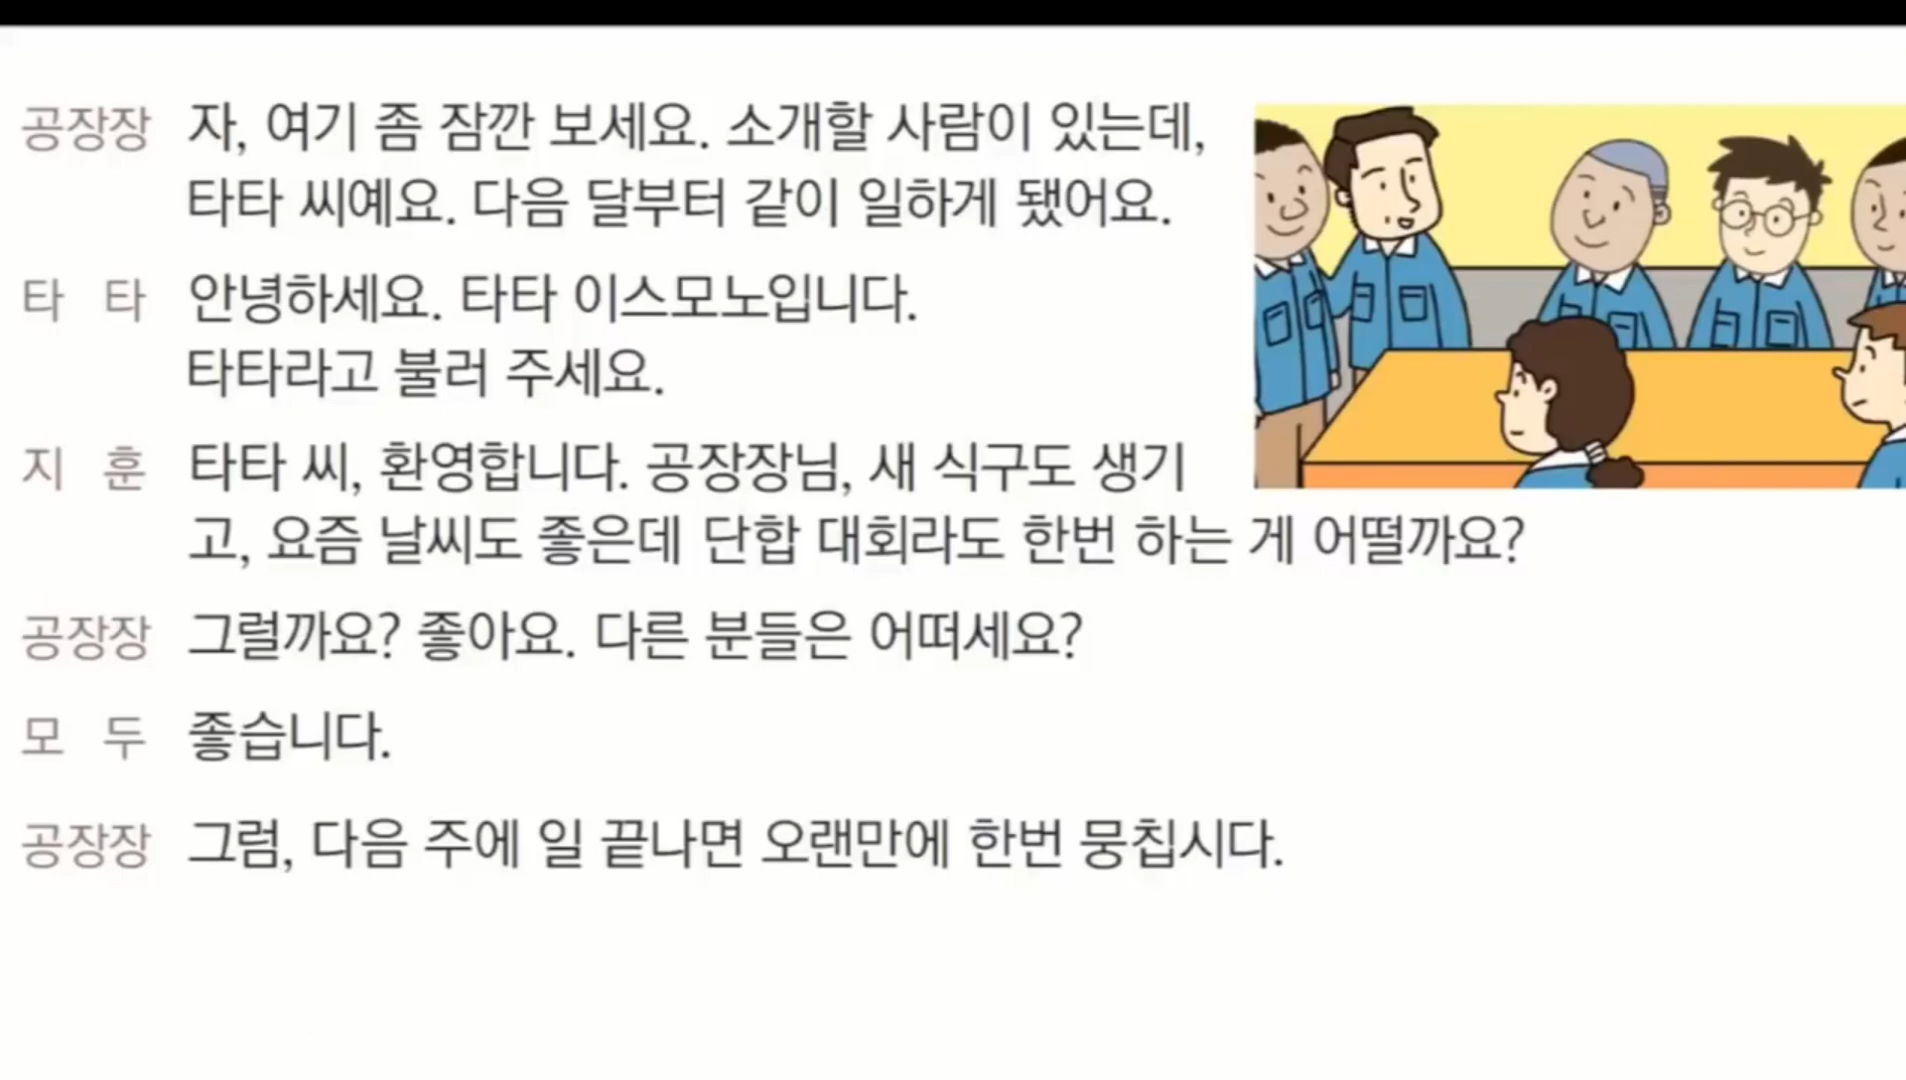 공장장 자, 여기 좀 잠깐 보세요. 소개할 사람이 있는데,
타타 씨예요. 다음 달부터 같이 일하게 됐어요.
타 타 안녕하세요. 타타 이스모노입니다.
타타라고 불러 주세요.
지 훈 타타 씨, 환영합니다. 공장장님, 새 식구도 생기
고, 요즘 날씨도 좋은데 단합 대회라도 한번 하는 게 어떨까요?
공장장 그럴까요? 좋아요. 다른 분들은 어떠세요?
모 두 좋습니다.
공장장 그럼, 다음 주에 일 끝나면 오랜만에 한번 뭉칩시다.